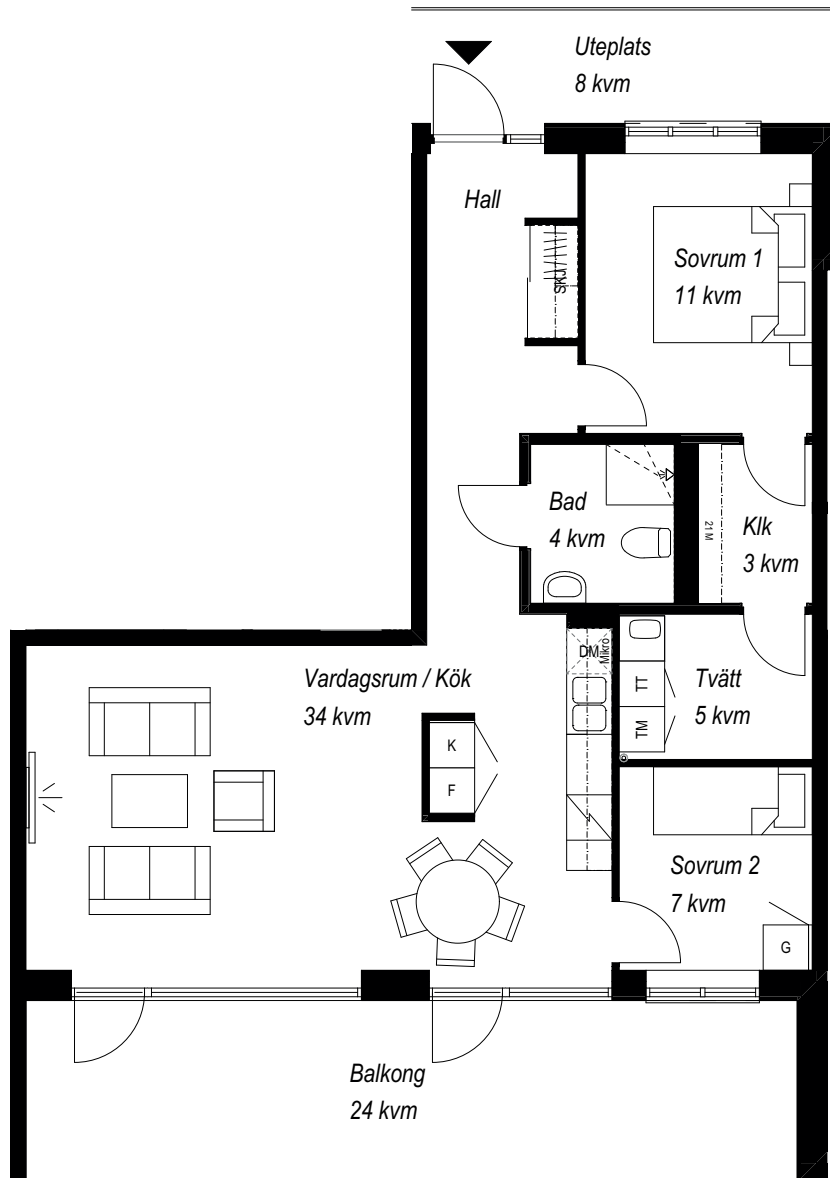 Uteplats
8 kvm
Hall
Sovrum 1
11 kvm
SKJ
Bad
4 kvm
21 M
Klk
3 kvm
Vardagsrum / Kök
34 kvm
DM
Mikro
Tvätt
5 kvm
TT
TM
K
F
Sovrum 2
7 kvm
G
Balkong
24 kvm